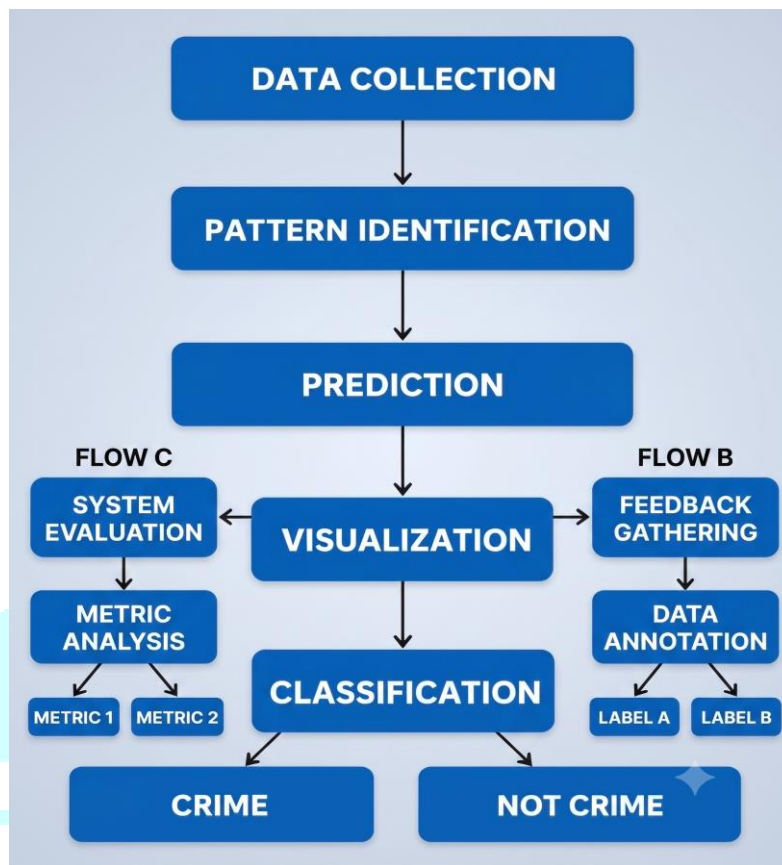 DATA COLLECTION
PATTERN IDENTIFICATION
PREDICTION
FLOW C
SYSTEM
EVALUATION
METRIC
ANALYSIS
METRIC 1
METRIC 2
VISUALIZATION
FLOW B
FEEDBACK
GATHERING
DATA
ANNOTATION
LABEL A
LABEL B
CLASSIFICATION
CRIME
NOT CRIME